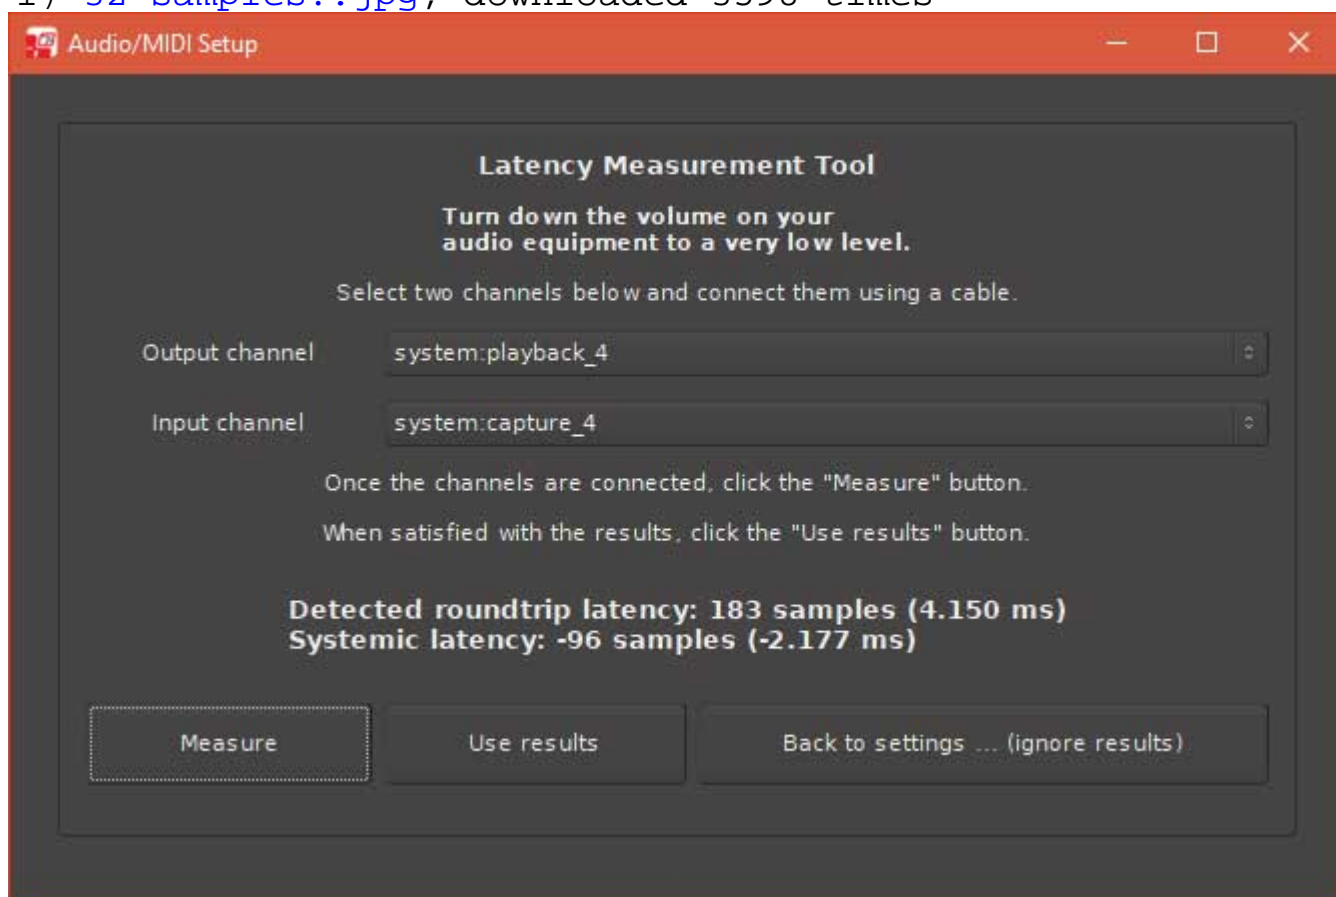 Audio/MIDI Setup
Latency Measurement Tool
Turn down the volume on your
audio equipment to a very low level.
Select two channels below and connect them using a cable.
Output channel system:playback_4
Input channel system:capture_4
Once the channels are connected, click the "Measure" button.
When satisfied with the results, click the "Use results" button.
Detected roundtrip latency: 183 samples (4.150 ms)
Systemic latency: -96 samples (-2.177 ms)
Measure Use results Back to settings ... (ignore results)